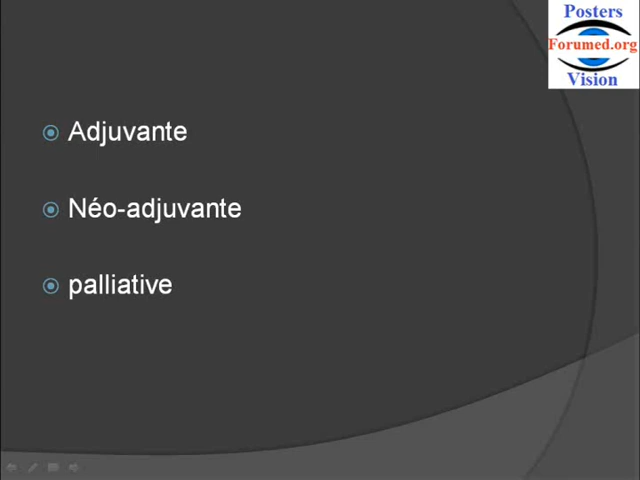 Posters
Forumed.org
Vision
Adjuvante
Néo-adjuvante
palliative